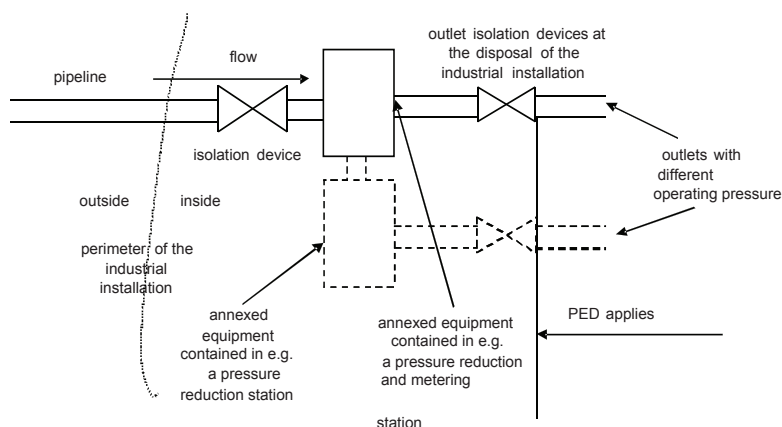 outlet isolation devices at
the disposal of the
industrial installation
flow
pipeline
isolation device
outlets with
different
operating pressure
outside
inside
perimeter of the
industrial
installation
annexed
equipment
contained in e.g.
a pressure
reduction station
annexed equipment
contained in e.g.
a pressure reduction
and metering
station
PED applies